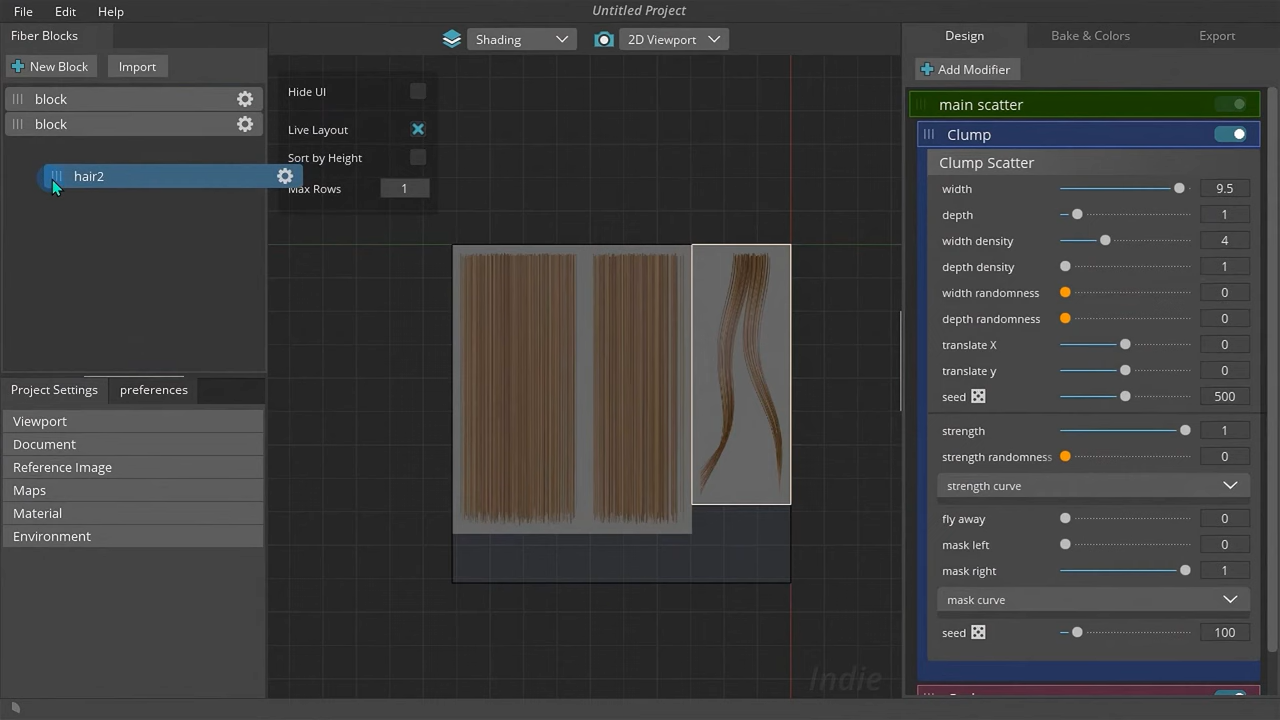 File Edit Help
Untitled Project
Fiber Blocks
Shading
2D Viewport
Design
Bake & Colors
Export
New Block
Import
Add Modifier
block
block
hair2
Hide UI
Live Layout
Sort by Height
Max Rows 1
main scatter
Clump
Clump Scatter
width 9.5
depth 1
width density 4
depth density 1
width randomness 0
depth randomness 0
translate X 0
translate y 0
seed 500
strength 1
strength randomness 0
strength curve
fly away 0
mask left 0
mask right 1
mask curve
seed 100
Project Settings
preferences
Viewport
Document
Reference Image
Maps
Material
Environment
Indie